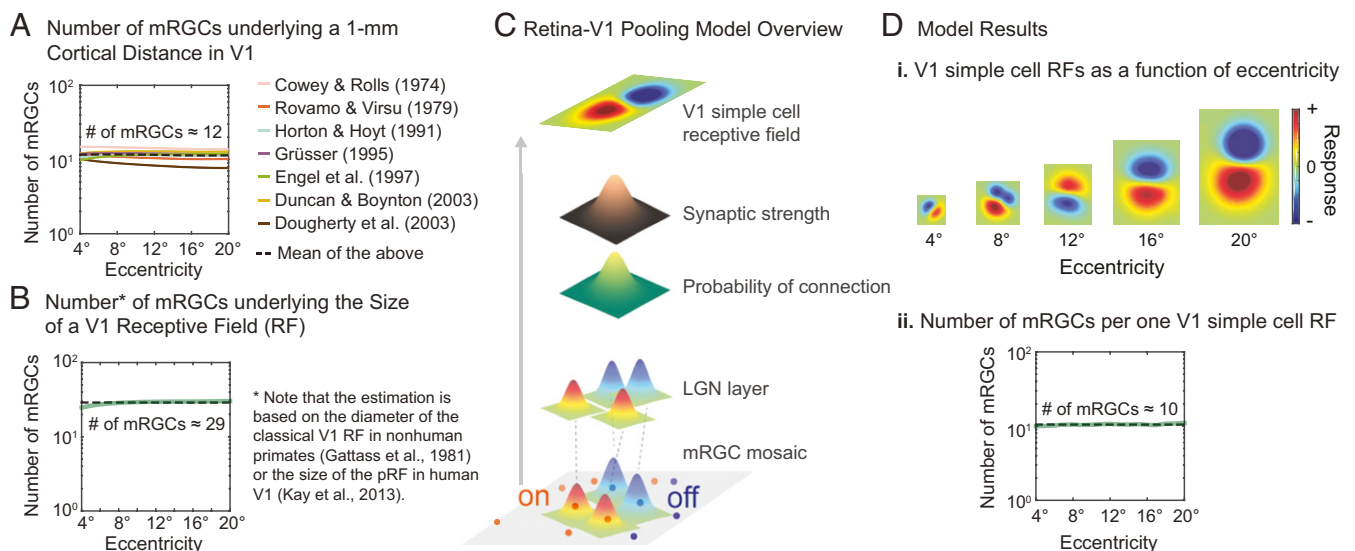 A Number of mRGCs underlying a 1-mm
Cortical Distance in V1
Number of mRGCs
10²
10¹
10⁰
# of mRGCs ≈ 12
4° 8° 12° 16° 20°
Eccentricity
Cowey & Rolls (1974)
Rovamo & Virsu (1979)
Horton & Hoyt (1991)
Grüsser (1995)
Engel et al. (1997)
Duncan & Boynton (2003)
Dougherty et al. (2003)
Mean of the above
B Number* of mRGCs underlying the Size
of a V1 Receptive Field (RF)
Number of mRGCs
10²
10¹
10⁰
# of mRGCs ≈ 29
4° 8° 12° 16° 20°
Eccentricity
* Note that the estimation is
based on the diameter of the
classical V1 RF in nonhuman
primates (Gattass et al., 1981)
or the size of the pRF in human
V1 (Kay et al., 2013).
C Retina-V1 Pooling Model Overview
V1 simple cell
receptive field
Synaptic strength
Probability of connection
LGN layer
mRGC mosaic
on off
D Model Results
i. V1 simple cell RFs as a function of eccentricity
+
0
-
Response
4° 8° 12° 16° 20°
Eccentricity
ii. Number of mRGCs per one V1 simple cell RF
Number of mRGCs
10²
10¹
10⁰
# of mRGCs ≈ 10
4° 8° 12° 16° 20°
Eccentricity